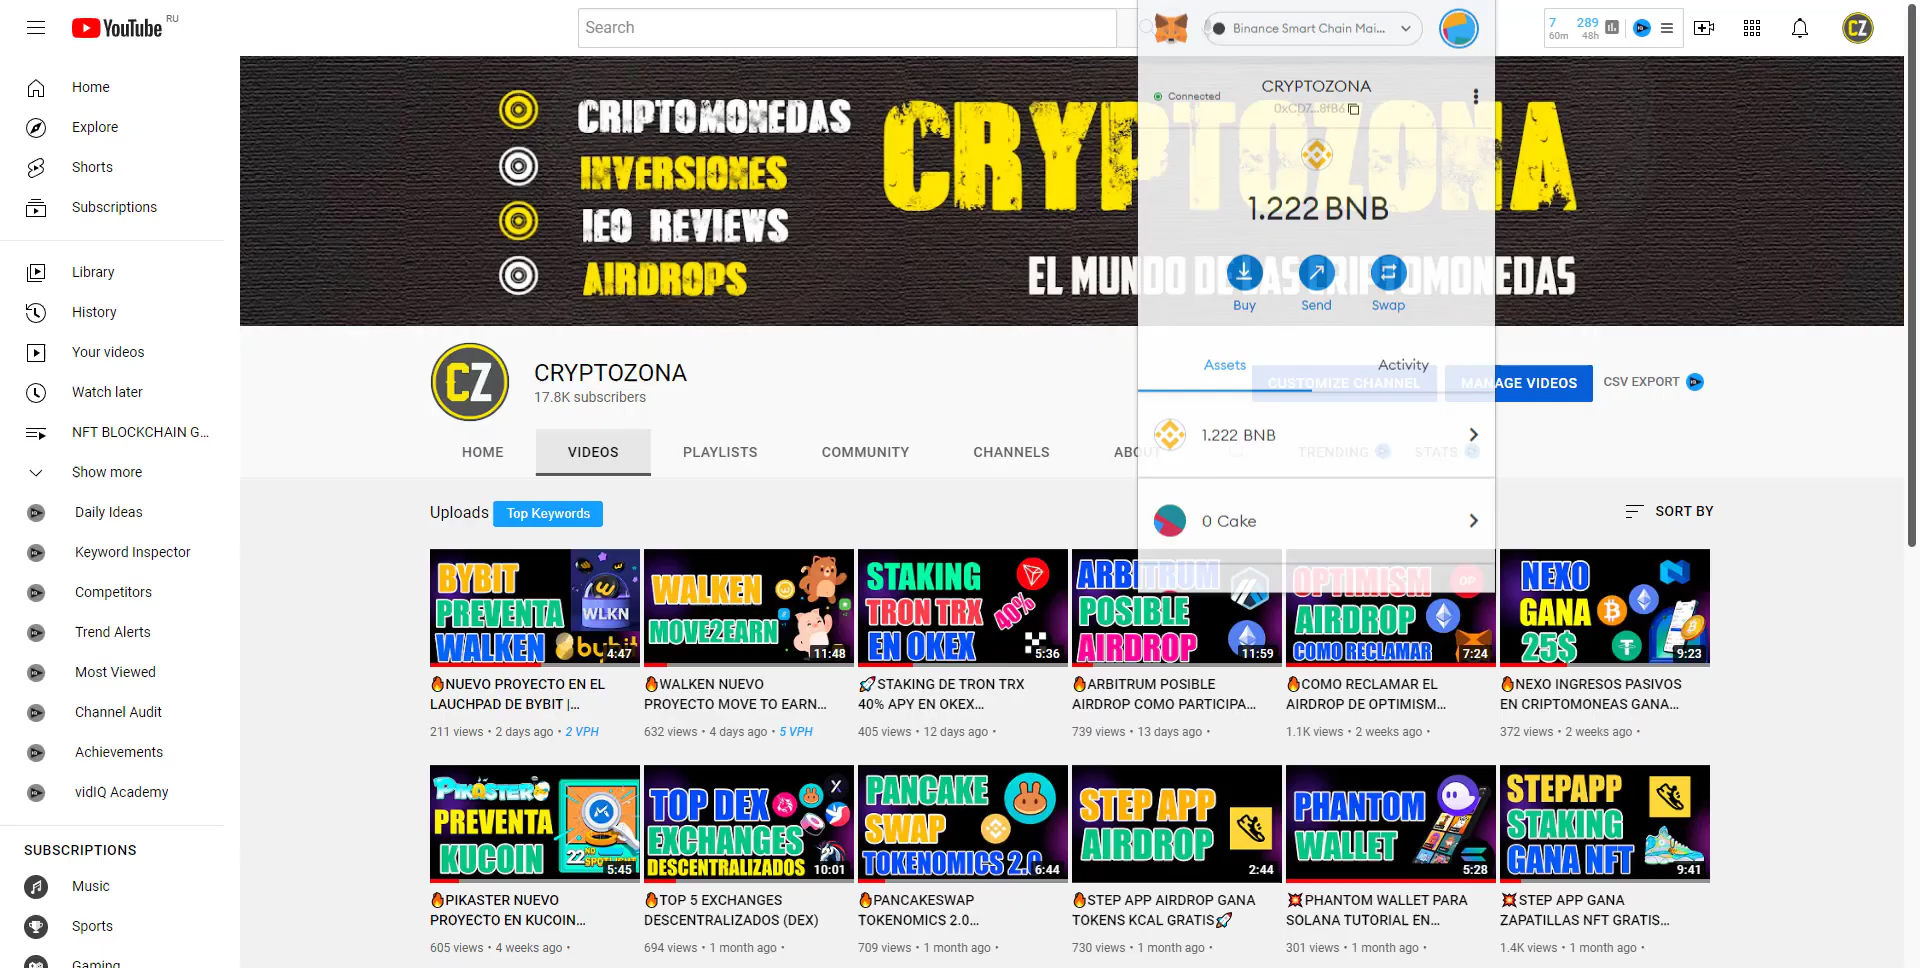 YouTube RU
Search
Binance Smart Chain Mai...
7
60m
289
48h
CZ
Home
Explore
Shorts
Subscriptions
Library
History
Your videos
Watch later
NFT BLOCKCHAIN G...
Show more
Daily Ideas
Keyword Inspector
Competitors
Trend Alerts
Most Viewed
Channel Audit
Achievements
vidIQ Academy
SUBSCRIPTIONS
Music
Sports
Gaming
CRIPTOMONEDAS
INVERSIONES
IEO REVIEWS
AIRDROPS
CRYPTOZONA
EL MUNDO DE LAS CRIPTOMONEDAS
Connected
CRYPTOZONA
0xCD7...8fB6
1.222 BNB
Buy
Send
Swap
Assets
Activity
1.222 BNB
0 Cake
CZ
CRYPTOZONA
17.8K subscribers
CUSTOMIZE CHANNEL
MANAGE VIDEOS
CSV EXPORT
HOME
VIDEOS
PLAYLISTS
COMMUNITY
CHANNELS
ABOUT
TRENDING
STATS
Uploads
Top Keywords
SORT BY
BYBIT
PREVENTA
WALKEN
WLKN
bybit
4:47
WALKEN
MOVE2EARN
11:48
STAKING
TRON TRX
EN OKEX
40%
5:36
ARBITRUM
POSIBLE
AIRDROP
11:59
OPTIMISM
AIRDROP
COMO RECLAMAR
OP
7:24
NEXO
GANA
25$
9:23
🔥NUEVO PROYECTO EN EL
LAUCHPAD DE BYBIT |...
211 views • 2 days ago • 2 VPH
🔥WALKEN NUEVO
PROYECTO MOVE TO EARN...
632 views • 4 days ago • 5 VPH
🚀STAKING DE TRON TRX
40% APY EN OKEX...
405 views • 12 days ago •
🔥ARBITRUM POSIBLE
AIRDROP COMO PARTICIPA...
739 views • 13 days ago •
🔥COMO RECLAMAR EL
AIRDROP DE OPTIMISM...
1.1K views • 2 weeks ago •
🔥NEXO INGRESOS PASIVOS
EN CRIPTOMONEAS GANA...
372 views • 2 weeks ago •
PIKASTER
PREVENTA
KUCOIN
22
NO
SPOTLIGHT
5:45
TOP DEX
EXCHANGES
DESCENTRALIZADOS
10:01
PANCAKE
SWAP
TOKENOMICS 2.0
6:44
STEP APP
AIRDROP
2:44
PHANTOM
WALLET
5:28
STEPAPP
STAKING
GANA NFT
9:41
🔥PIKASTER NUEVO
PROYECTO EN KUCOIN...
605 views • 4 weeks ago •
🔥TOP 5 EXCHANGES
DESCENTRALIZADOS (DEX)
694 views • 1 month ago •
🔥PANCAKESWAP
TOKENOMICS 2.0...
709 views • 1 month ago •
🔥STEP APP AIRDROP GANA
TOKENS KCAL GRATIS🚀
730 views • 1 month ago •
💥PHANTOM WALLET PARA
SOLANA TUTORIAL EN...
301 views • 1 month ago •
💥STEP APP GANA
ZAPATILLAS NFT GRATIS...
1.4K views • 1 month ago •